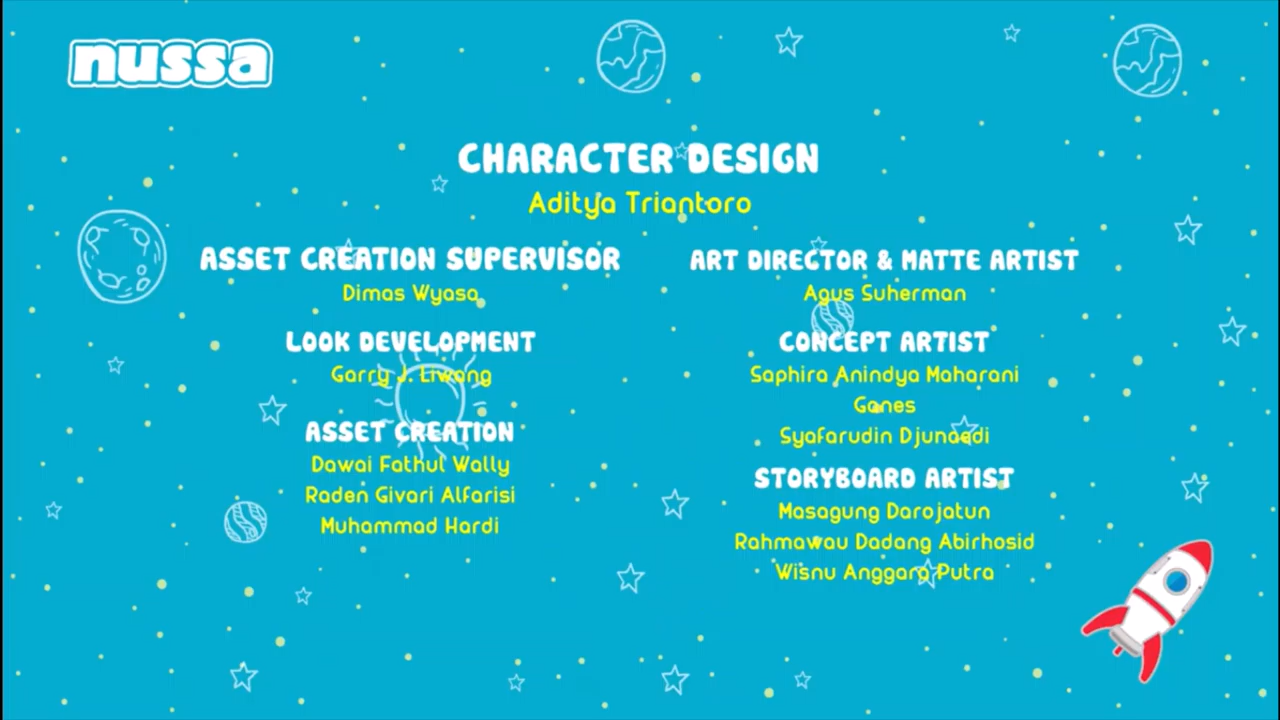 nussa
CHARACTER DESIGN
Aditya Triantoro
ASSET CREATION SUPERVISOR
Dimas Wyasa
LOOK DEVELOPMENT
Garry J. Liwang
ASSET CREATION
Dawai Fathul Wally
Raden Givari Alfarisi
Muhammad Hardi
ART DIRECTOR & MATTE ARTIST
Agus Suherman
CONCEPT ARTIST
Saphira Anindya Maharani
Ganes
Syafarudin Djunaedi
STORYBOARD ARTIST
Masagung Darojatun
Rahmawau Dadang Abirhosid
Wisnu Anggara Putra